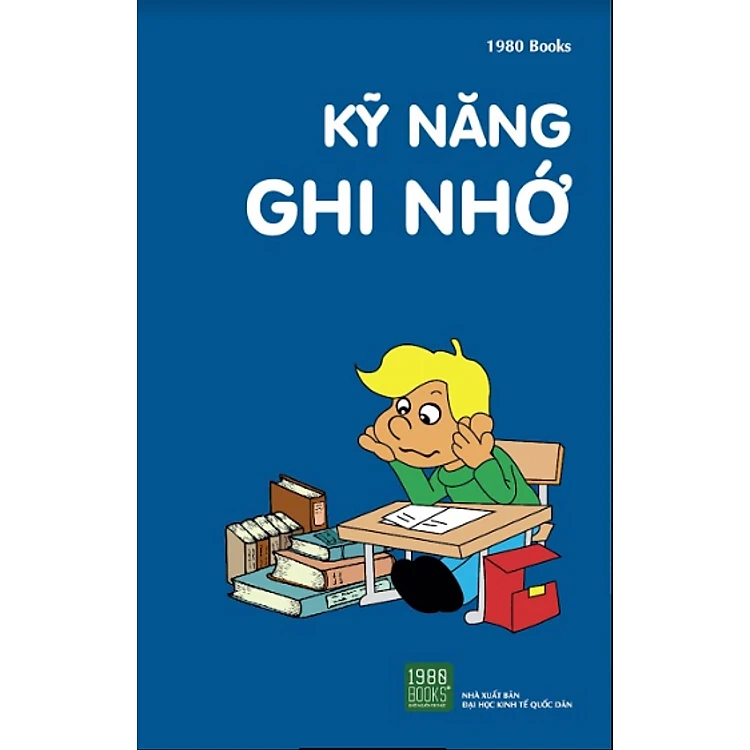 1980 Books
KỸ NĂNG
GHI NHỚ
1980
BOOKS®
NHÀ XUẤT BẢN
ĐẠI HỌC KINH TẾ QUỐC DÂN